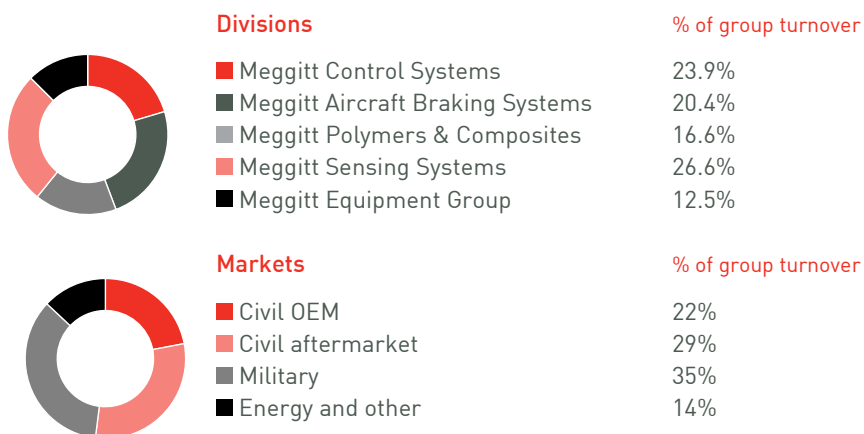 Divisions % of group turnover
Meggitt Control Systems 23.9%
Meggitt Aircraft Braking Systems 20.4%
Meggitt Polymers & Composites 16.6%
Meggitt Sensing Systems 26.6%
Meggitt Equipment Group 12.5%
Markets % of group turnover
Civil OEM 22%
Civil aftermarket 29%
Military 35%
Energy and other 14%